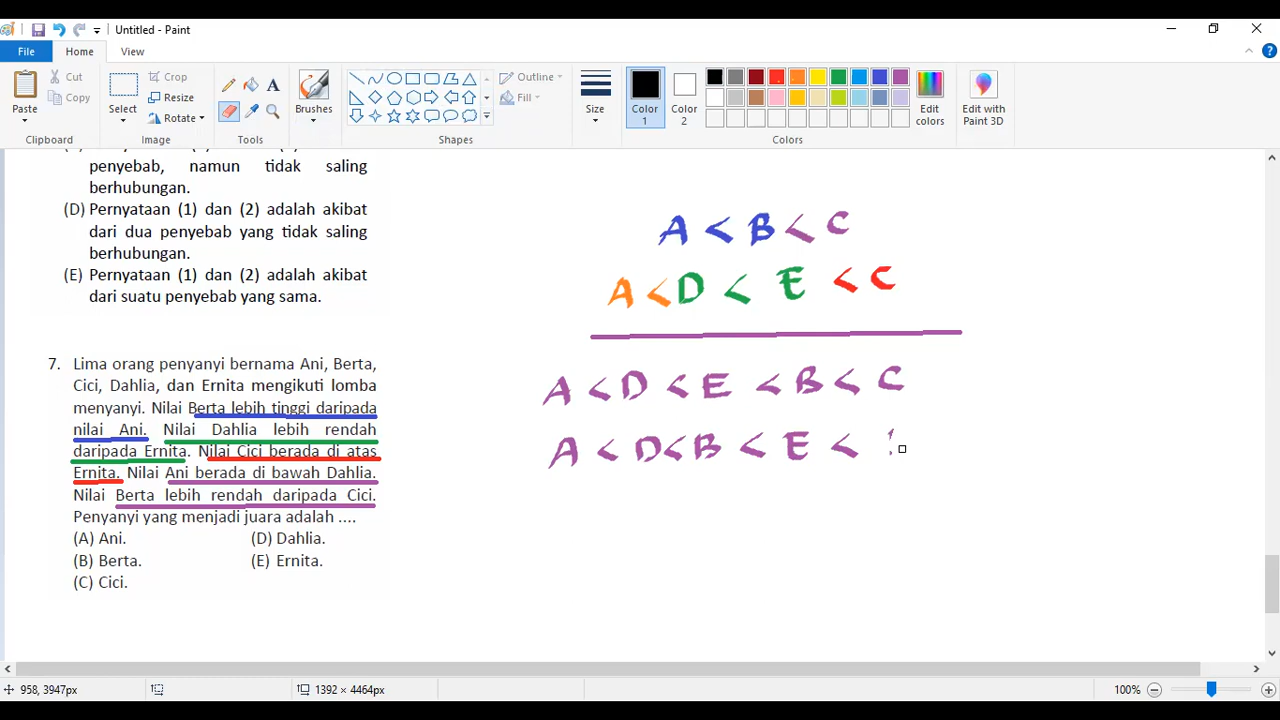 Untitled - Paint
File Home View
Paste
Cut
Copy
Clipboard
Select
Crop
Resize
Rotate
Image
Tools
Brushes
Outline
Fill
Shapes
Size
Color 1
Color 2
Edit colors
Edit with Paint 3D
Colors
penyebab, namun tidak saling
berhubungan.
(D) Pernyataan (1) dan (2) adalah akibat
dari dua penyebab yang tidak saling
berhubungan.
(E) Pernyataan (1) dan (2) adalah akibat
dari suatu penyebab yang sama.
7. Lima orang penyanyi bernama Ani, Berta,
Cici, Dahlia, dan Ernita mengikuti lomba
menyanyi. Nilai Berta lebih tinggi daripada
nilai Ani. Nilai Dahlia lebih rendah
daripada Ernita. Nilai Cici berada di atas
Ernita. Nilai Ani berada di bawah Dahlia.
Nilai Berta lebih rendah daripada Cici.
Penyanyi yang menjadi juara adalah ....
(A) Ani. (D) Dahlia.
(B) Berta. (E) Ernita.
(C) Cici.
A < B < C
A < D < E < C
A < D < E < B < C
A < D < B < E <
958, 3947px
1392 × 4464px
100%